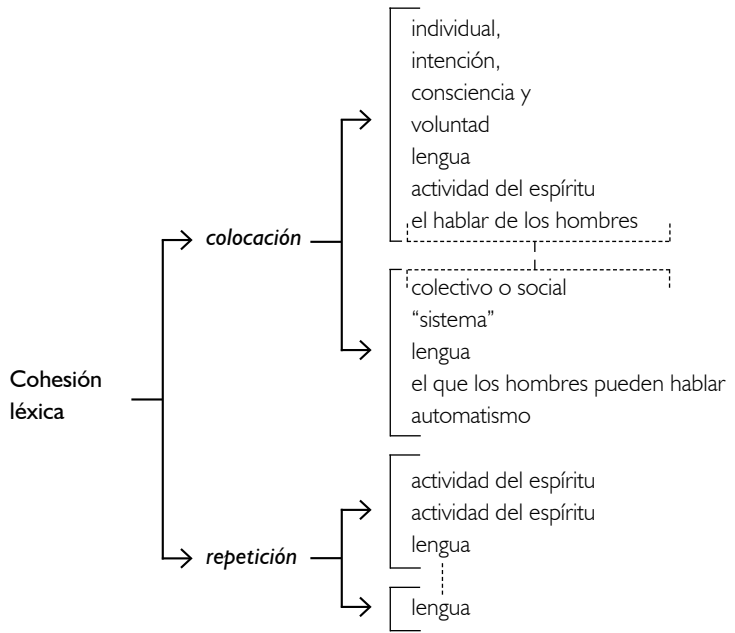 individual,
intención,
consciencia y
voluntad
lengua
actividad del espíritu
el hablar de los hombres
colocación
colectivo o social
“sistema”
lengua
el que los hombres pueden hablar
automatismo
Cohesión
léxica
actividad del espíritu
actividad del espíritu
lengua
repetición
lengua